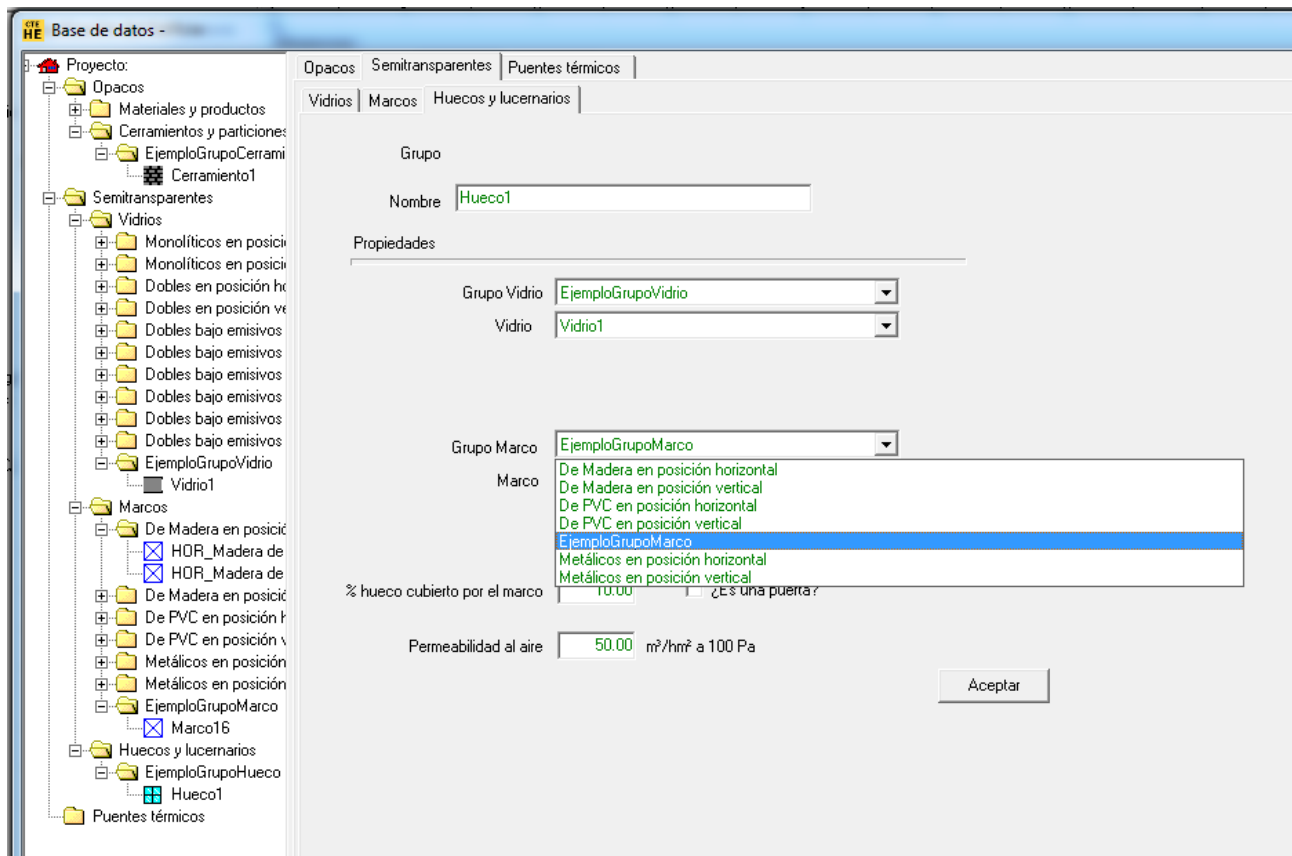 CTE
HE
Base de datos -
Proyecto:
Opacos
Materiales y productos
Cerramientos y particiones
EjemploGrupoCerrami
Cerramiento1
Semitransparentes
Vidrios
Monolíticos en posici
Monolíticos en posici
Dobles en posición ho
Dobles en posición ve
Dobles bajo emisivos
Dobles bajo emisivos
Dobles bajo emisivos
Dobles bajo emisivos
Dobles bajo emisivos
Dobles bajo emisivos
EjemploGrupoVidrio
Vidrio1
Marcos
De Madera en posició
HOR_Madera de
HOR_Madera de
De Madera en posició
De PVC en posición h
De PVC en posición v
Metálicos en posición
Metálicos en posición
EjemploGrupoMarco
Marco16
Huecos y lucernarios
EjemploGrupoHueco
Hueco1
Puentes térmicos
Opacos Semitransparentes Puentes térmicos
Vidrios Marcos Huecos y lucernarios
Grupo
Nombre Hueco1
Propiedades
Grupo Vidrio EjemploGrupoVidrio
Vidrio Vidrio1
Grupo Marco EjemploGrupoMarco
Marco
De Madera en posición horizontal
De Madera en posición vertical
De PVC en posición horizontal
De PVC en posición vertical
EjemploGrupoMarco
Metálicos en posición horizontal
Metálicos en posición vertical
% hueco cubierto por el marco 10.00 ¿Es una puerta?
Permeabilidad al aire 50.00 m³/hm² a 100 Pa
Aceptar